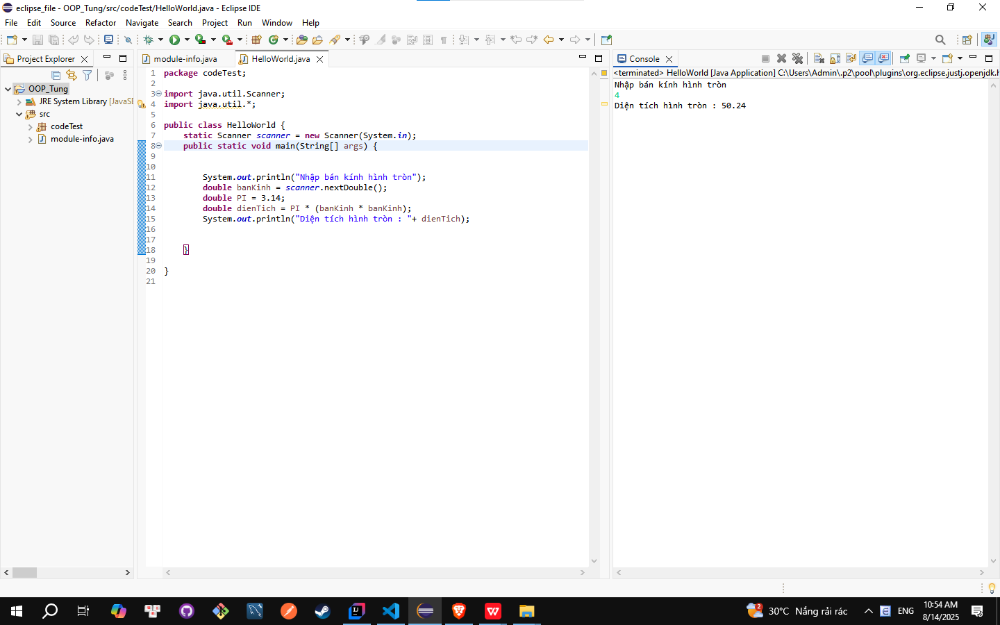 eclipse_file - OOP_Tung/src/codeTest/HelloWorld.java - Eclipse IDE
File Edit Source Refactor Navigate Search Project Run Window Help
Project Explorer
OOP_Tung
JRE System Library [JavaSE
src
codeTest
module-info.java
module-info.java HelloWorld.java
1 package codeTest;
2
3 import java.util.Scanner;
4 import java.util.*;
5
6 public class HelloWorld {
7 static Scanner scanner = new Scanner(System.in);
8 public static void main(String[] args) {
9
10
11 System.out.println("Nhập bán kính hình tròn");
12 double banKinh = scanner.nextDouble();
13 double PI = 3.14;
14 double dienTich = PI * (banKinh * banKinh);
15 System.out.println("Diện tích hình tròn : "+ dienTich);
16
17
18 }
19
20 }
21
Console
<terminated> HelloWorld [Java Application] C:\Users\Admin\.p2\pool\plugins\org.eclipse.justj.openjdk.h
Nhập bán kính hình tròn
4
Diện tích hình tròn : 50.24
2
30°C Nắng rải rác
ENG
10:54 AM
8/14/2025